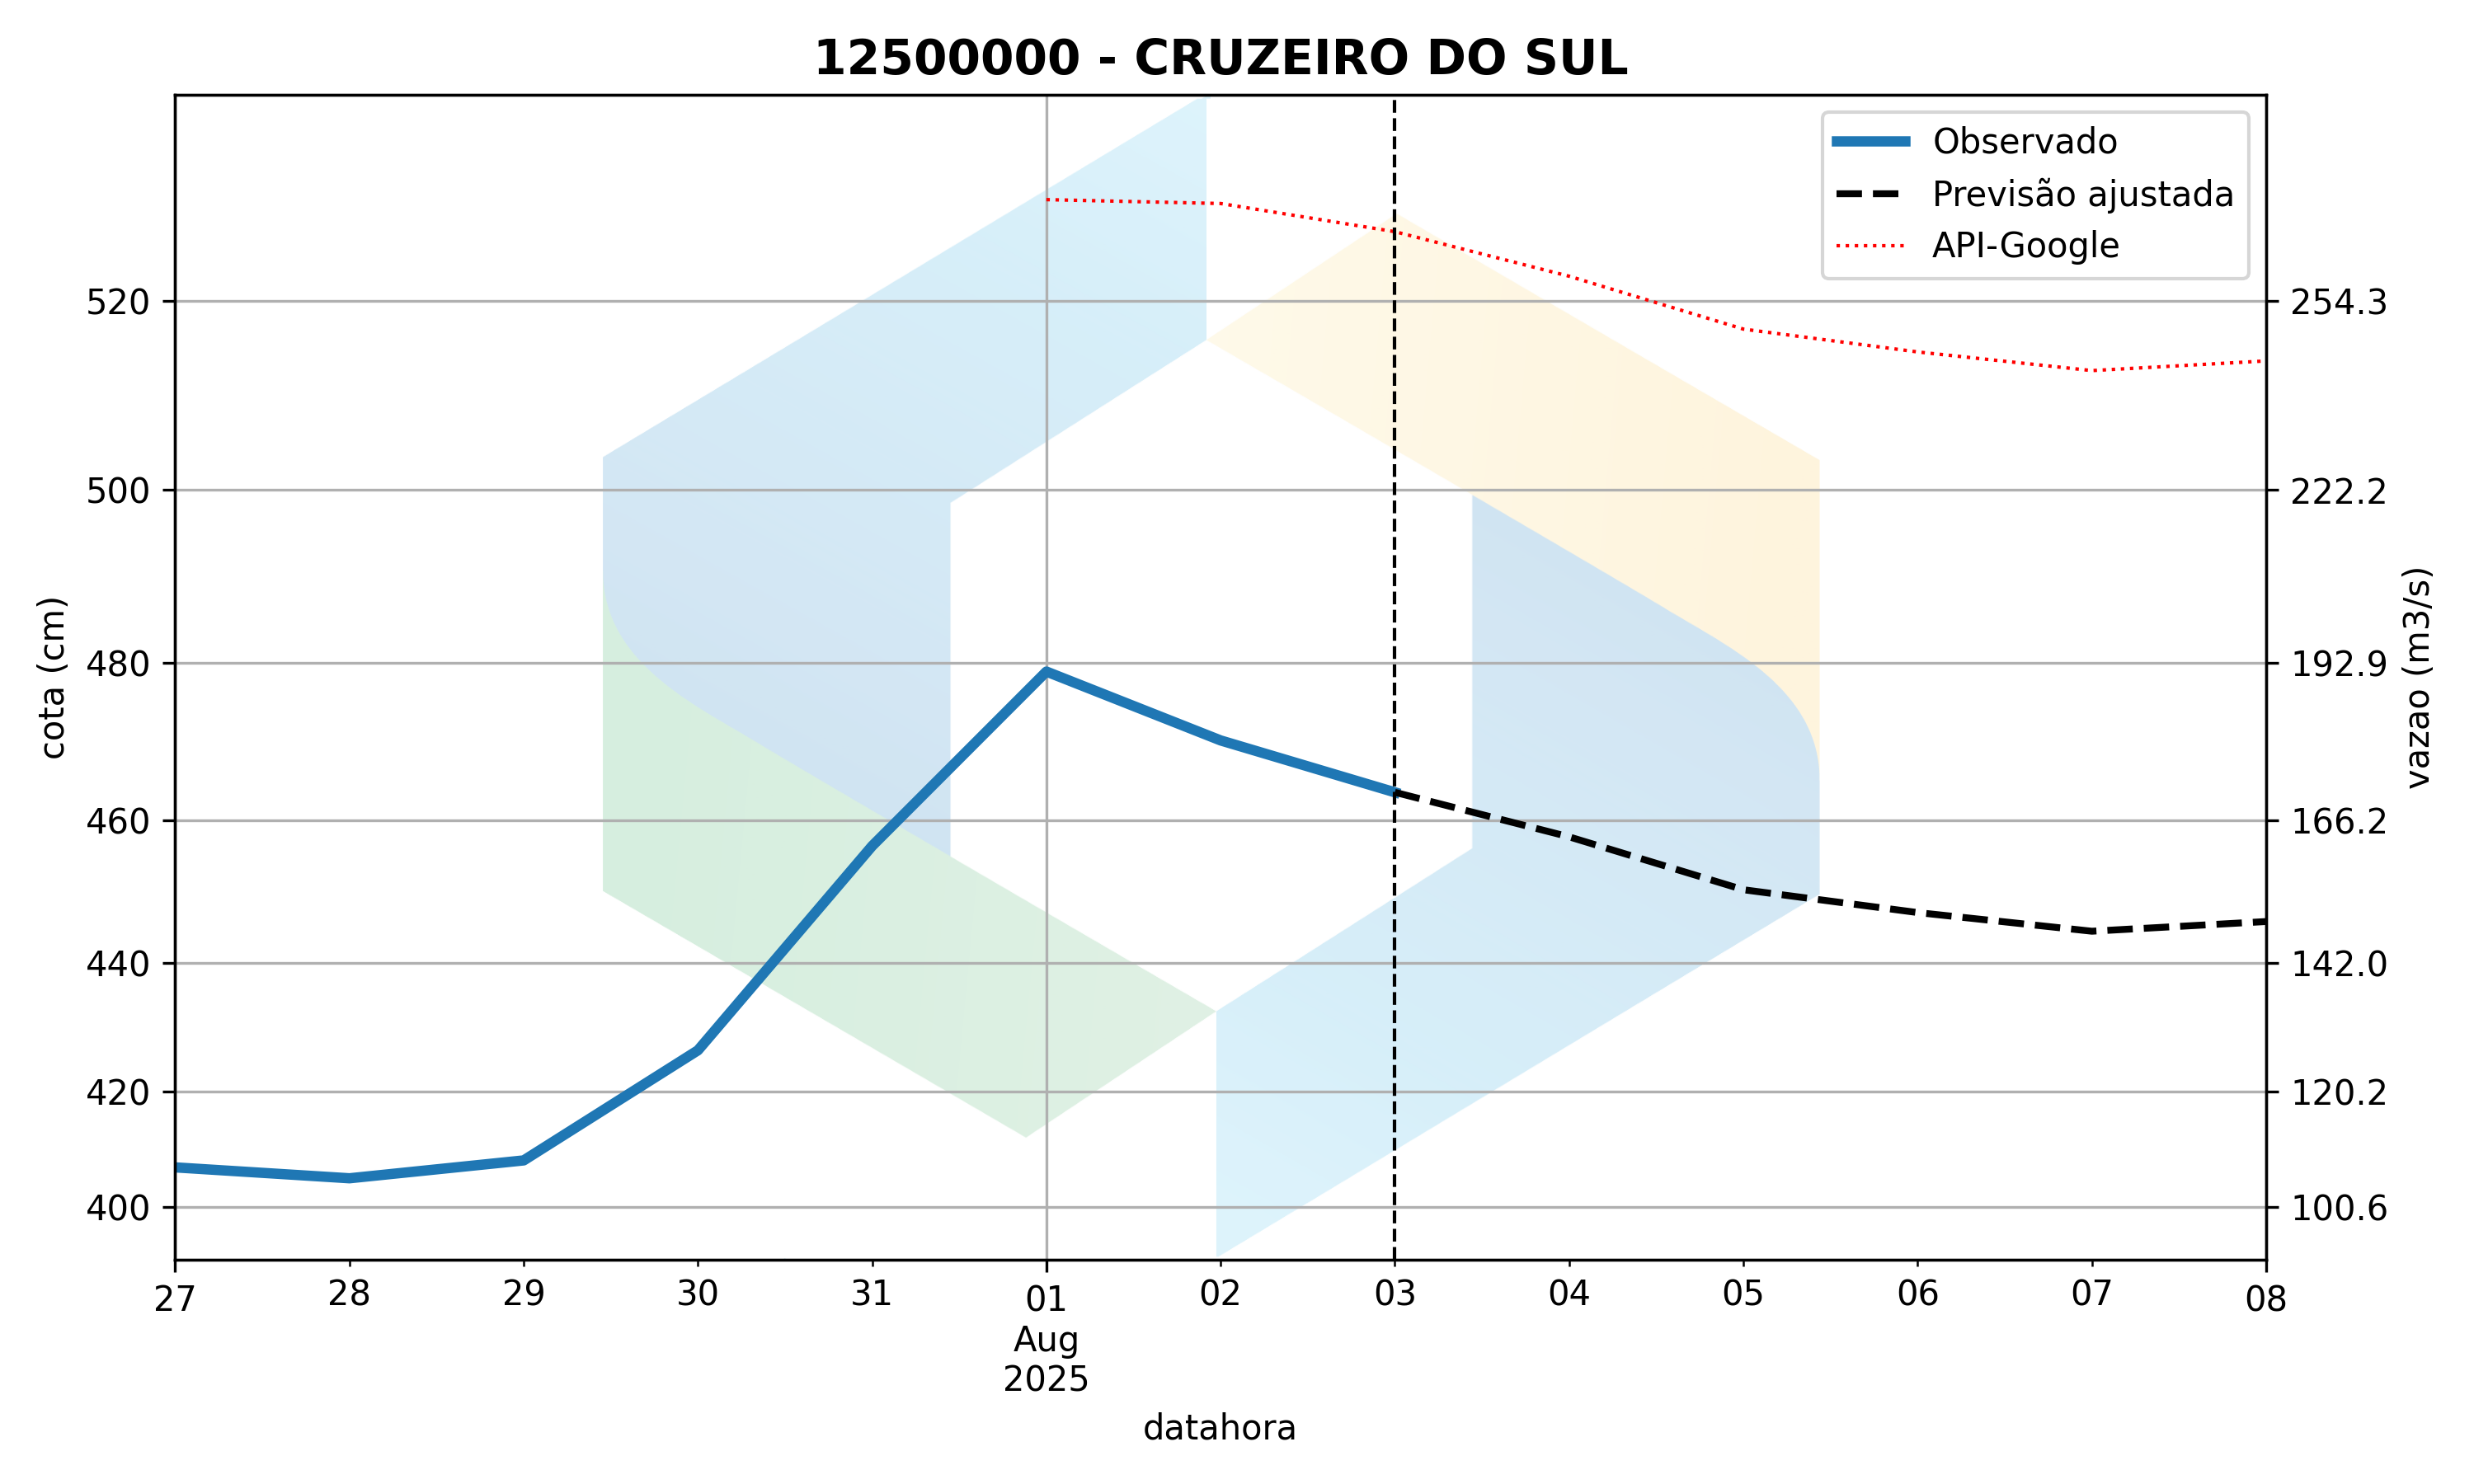 12500000 - CRUZEIRO DO SUL
Observado
Previsão ajustada
API-Google
cota (cm)
520
500
480
460
440
420
400
254.3
222.2
192.9
166.2
142.0
120.2
100.6
vazao (m3/s)
27 28 29 30 31 01 02 03 04 05 06 07 08
Aug
2025
datahora